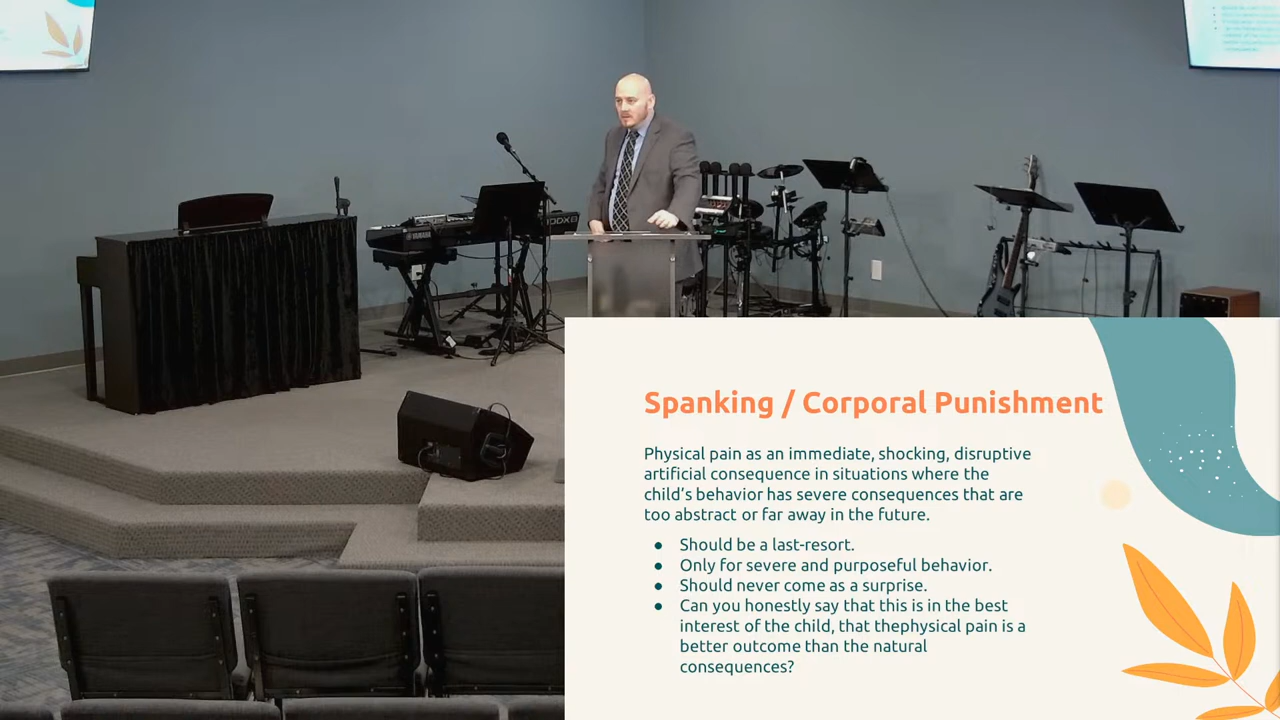 YAMAHA
DDX3
Spanking / Corporal Punishment
Physical pain as an immediate, shocking, disruptive
artificial consequence in situations where the
child's behavior has severe consequences that are
too abstract or far away in the future.
● Should be a last-resort.
● Only for severe and purposeful behavior.
● Should never come as a surprise.
● Can you honestly say that this is in the best
interest of the child, that thephysical pain is a
better outcome than the natural
consequences?